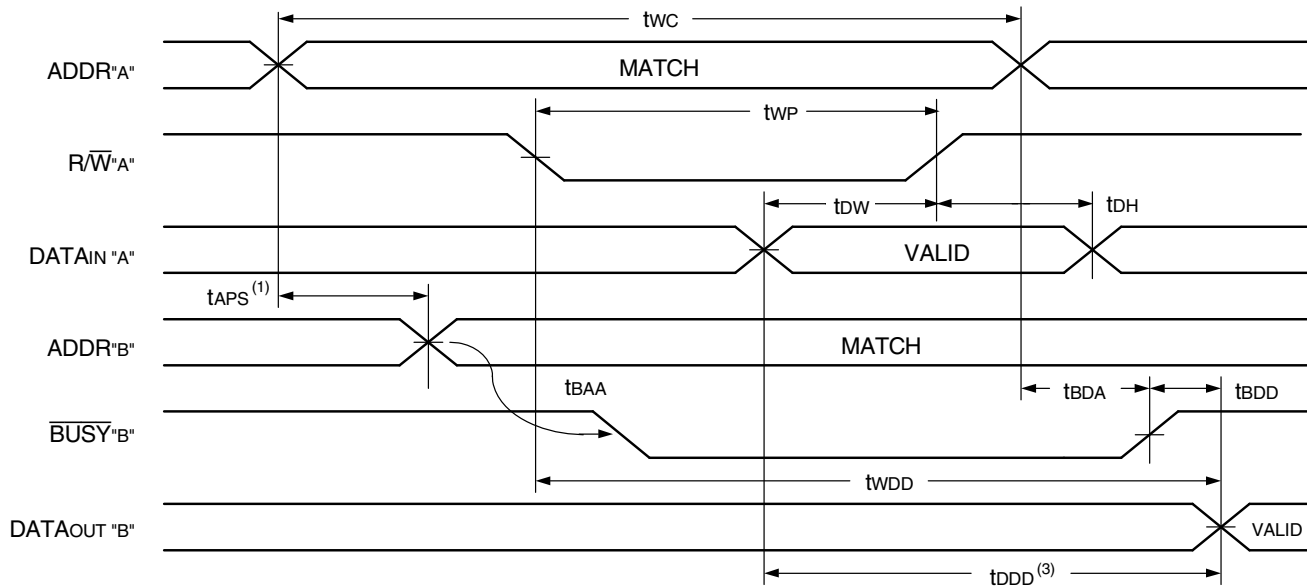 tWC
ADDR"A" MATCH
tWP
R/W̅"A"
tDW tDH
DATAIN "A" VALID
tAPS (1)
ADDR"B" MATCH
tBAA tBDA tBDD
B̅U̅S̅Y̅"B"
tWDD
DATAOUT "B" VALID
tDDD (3)